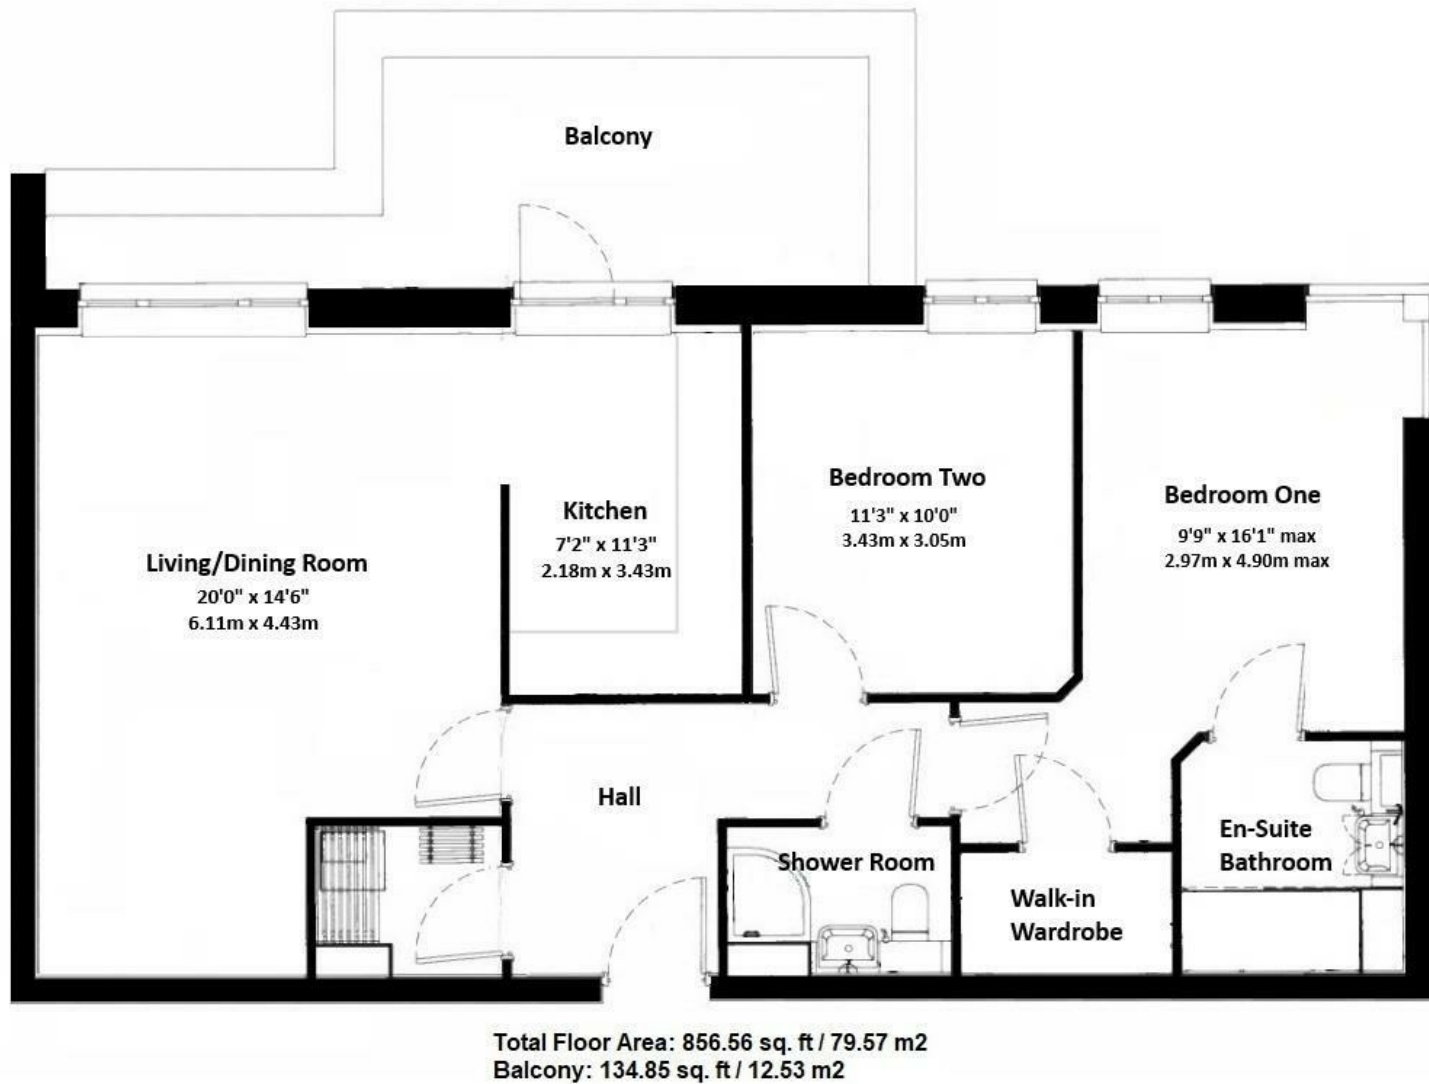 Balcony
Kitchen
7'2" x 11'3"
2.18m x 3.43m
Bedroom Two
11'3" x 10'0"
3.43m x 3.05m
Bedroom One
9'9" x 16'1" max
2.97m x 4.90m max
Living/Dining Room
20'0" x 14'6"
6.11m x 4.43m
Hall
Shower Room
Walk-in
Wardrobe
En-Suite
Bathroom
Total Floor Area: 856.56 sq. ft / 79.57 m2
Balcony: 134.85 sq. ft / 12.53 m2